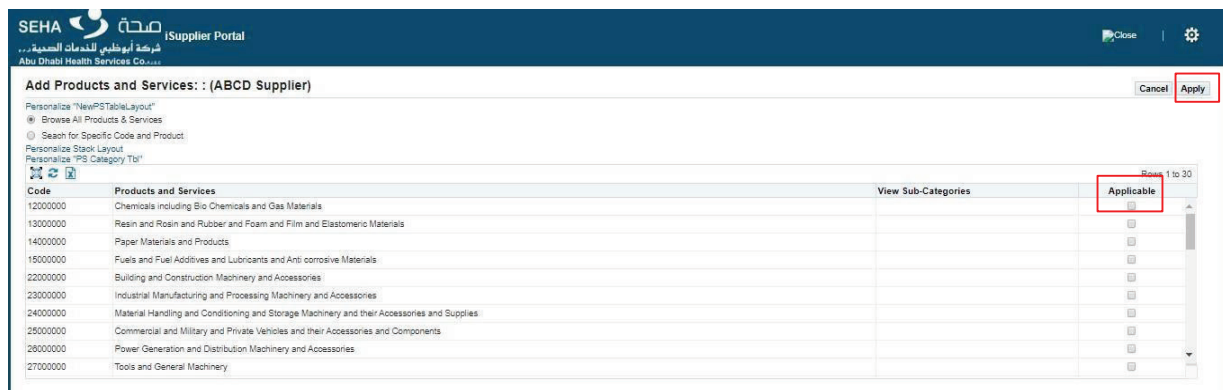 SEHA صحة
iSupplier Portal
شركة أبوظبي للخدمات الصحية
Abu Dhabi Health Services Co.
Close |
Add Products and Services: : (ABCD Supplier)
Cancel Apply
Personalize "NewPSTableLayout"
Browse All Products & Services
Seach for Specific Code and Product
Personalize Stack Layout
Personalize "PS Category Tbl"
Rows 1 to 30
Code Products and Services View Sub-Categories Applicable
12000000 Chemicals including Bio Chemicals and Gas Materials
13000000 Resin and Rosin and Rubber and Foam and Film and Elastomeric Materials
14000000 Paper Materials and Products
15000000 Fuels and Fuel Additives and Lubricants and Anti corrosive Materials
22000000 Building and Construction Machinery and Accessories
23000000 Industrial Manufacturing and Processing Machinery and Accessories
24000000 Material Handling and Conditioning and Storage Machinery and their Accessories and Supplies
25000000 Commercial and Military and Private Vehicles and their Accessories and Components
26000000 Power Generation and Distribution Machinery and Accessories
27000000 Tools and General Machinery